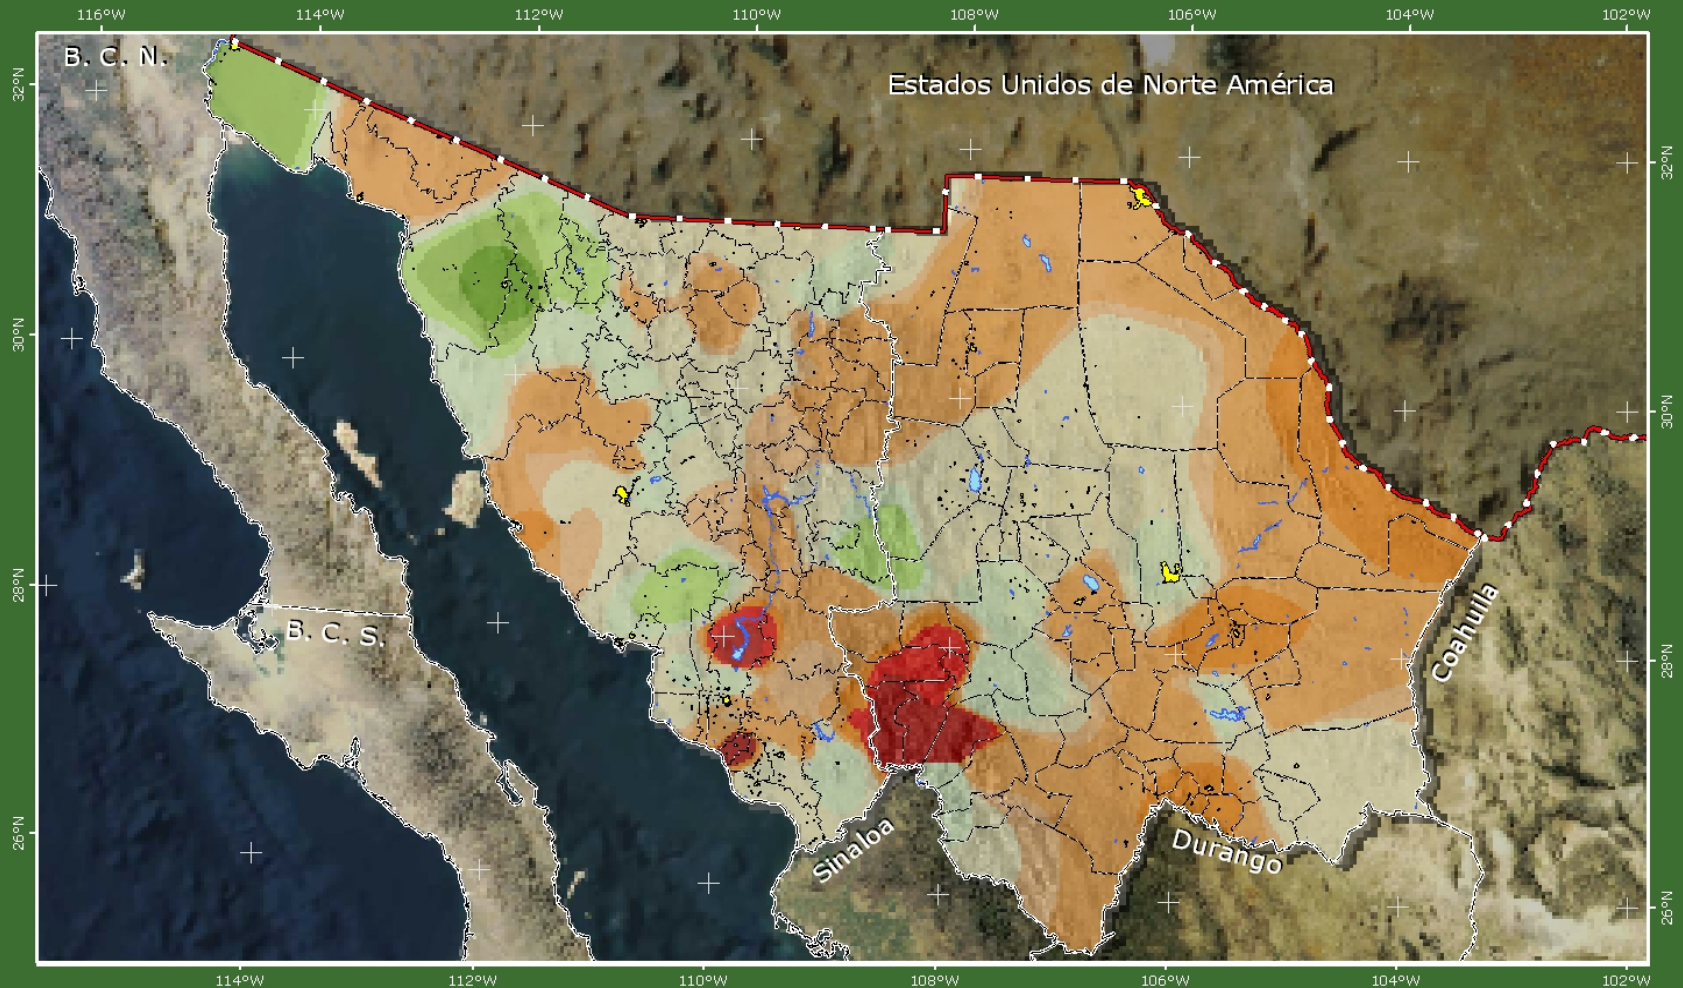 116°W 114°W 112°W 110°W 108°W 106°W 104°W 102°W
B. C. N.
Estados Unidos de Norte América
32°N
32°N
30°N
30°N
28°N
28°N
B. C. S.
Coahuila
26°N
Sinaloa
Durango
26°N
114°W 112°W 110°W 108°W 106°W 104°W 102°W